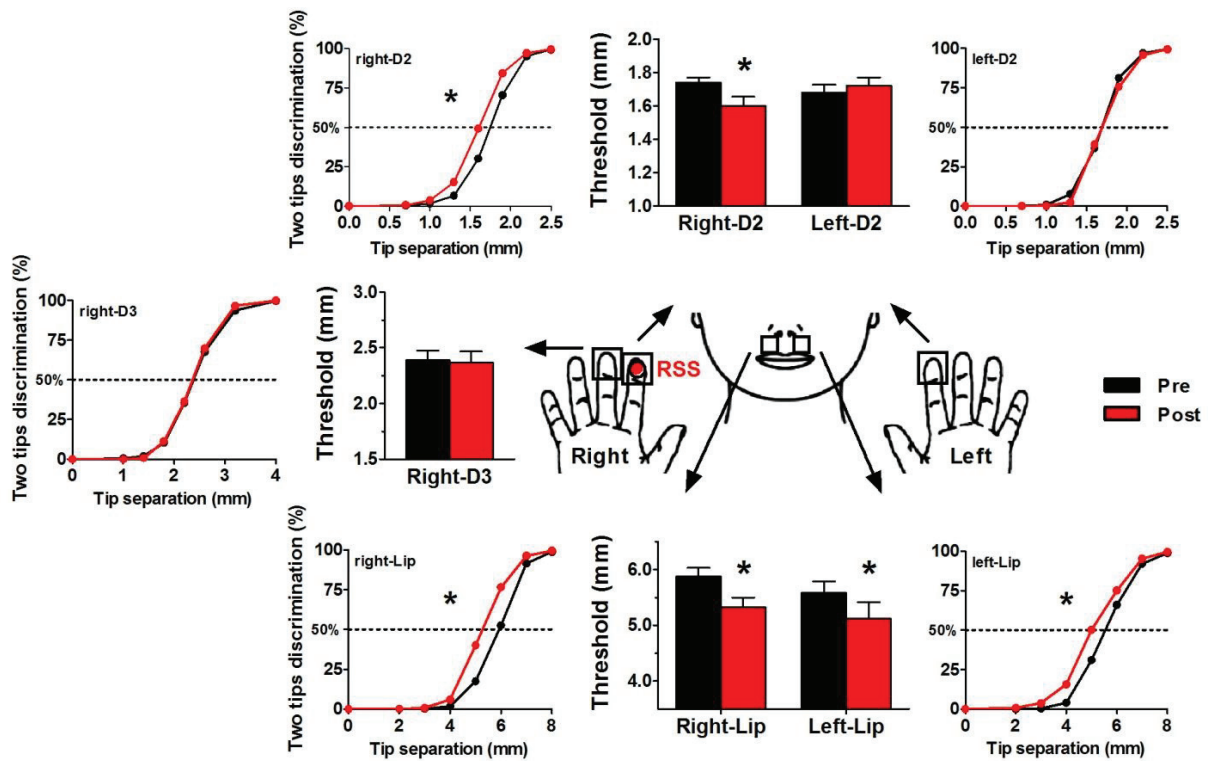 Two tips discrimination (%)
100
75
50%
25
0
right-D2
*
0.0 0.5 1.0 1.5 2.0 2.5
Tip separation (mm)
Threshold (mm)
2.0
1.8
1.6
1.4
1.2
1.0
*
Right-D2 Left-D2
100
75
50%
25
0
left-D2
0.0 0.5 1.0 1.5 2.0 2.5
Tip separation (mm)
Two tips discrimination (%)
100
75
50%
25
0
right-D3
0 1 2 3 4
Tip separation (mm)
Threshold (mm)
3.0
2.5
2.0
1.5
Right-D3
RSS
Right
Left
Pre
Post
Two tips discrimination (%)
100
75
50%
25
0
right-Lip
*
0 2 4 6 8
Tip separation (mm)
Threshold (mm)
6.0
5.0
4.0
* *
Right-Lip Left-Lip
100
75
50%
25
0
left-Lip
*
0 2 4 6 8
Tip separation (mm)